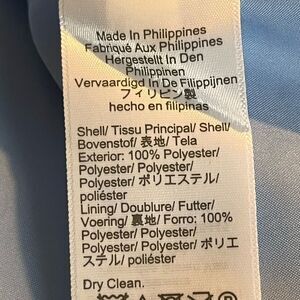 Made In Philippines
Fabriqué Aux Philippines
Hergestellt In Den
Philippinen
Vervaardigd In De Filippijnen
フィリピン製
hecho en filipinas
Shell/ Tissu Principal/ Shell/
Bovenstof/ 表地/ Tela
Exterior: 100% Polyester/
Polyester/ Polyester/
Polyester/ ポリエステル/
poliéster
Lining/ Doublure/ Futter/
Voering/ 裏地/ Forro: 100%
Polyester/ Polyester/
Polyester/ Polyester/ ポリエ
ステル/ poliéster
Dry Clean.